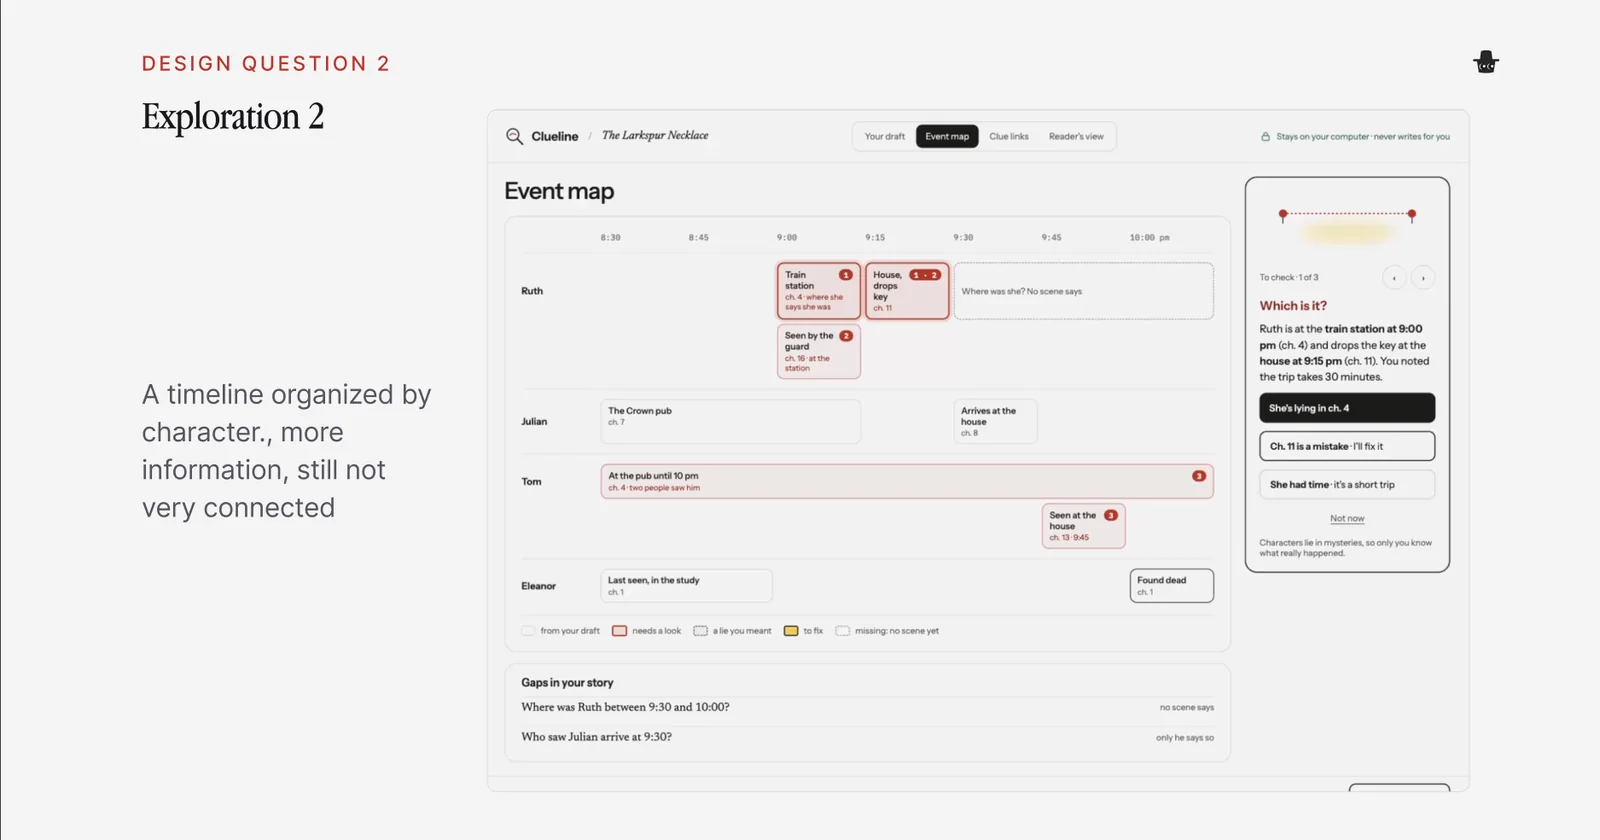 DESIGN QUESTION 2
Exploration 2
A timeline organized by
character., more
information, still not
very connected
Clueline / The Larkspur Necklace
Your draft Event map Clue links Reader's view
Stays on your computer · never writes for you
Event map
8:30 8:45 9:00 9:15 9:30 9:45 10:00 pm
Ruth
Train 1
station
ch. 4 · where she
says she was
House, 1 · 2
drops
key
ch. 11
Where was she? No scene says
Seen by the 2
guard
ch. 16 · at the
station
Julian
The Crown pub
ch. 7
Arrives at the
house
ch. 8
Tom
At the pub until 10 pm 3
ch. 4 · two people saw him
Seen at the 3
house
ch. 13 · 9:45
Eleanor
Last seen, in the study
ch. 1
Found dead
ch. 1
from your draft needs a look a lie you meant to fix missing: no scene yet
Gaps in your story
Where was Ruth between 9:30 and 10:00? no scene says
Who saw Julian arrive at 9:30? only he says so
To check · 1 of 3 ‹ ›
Which is it?
Ruth is at the train station at 9:00
pm (ch. 4) and drops the key at the
house at 9:15 pm (ch. 11). You noted
the trip takes 30 minutes.
She's lying in ch. 4
Ch. 11 is a mistake · I'll fix it
She had time · it's a short trip
Not now
Characters lie in mysteries, so only you know
what really happened.